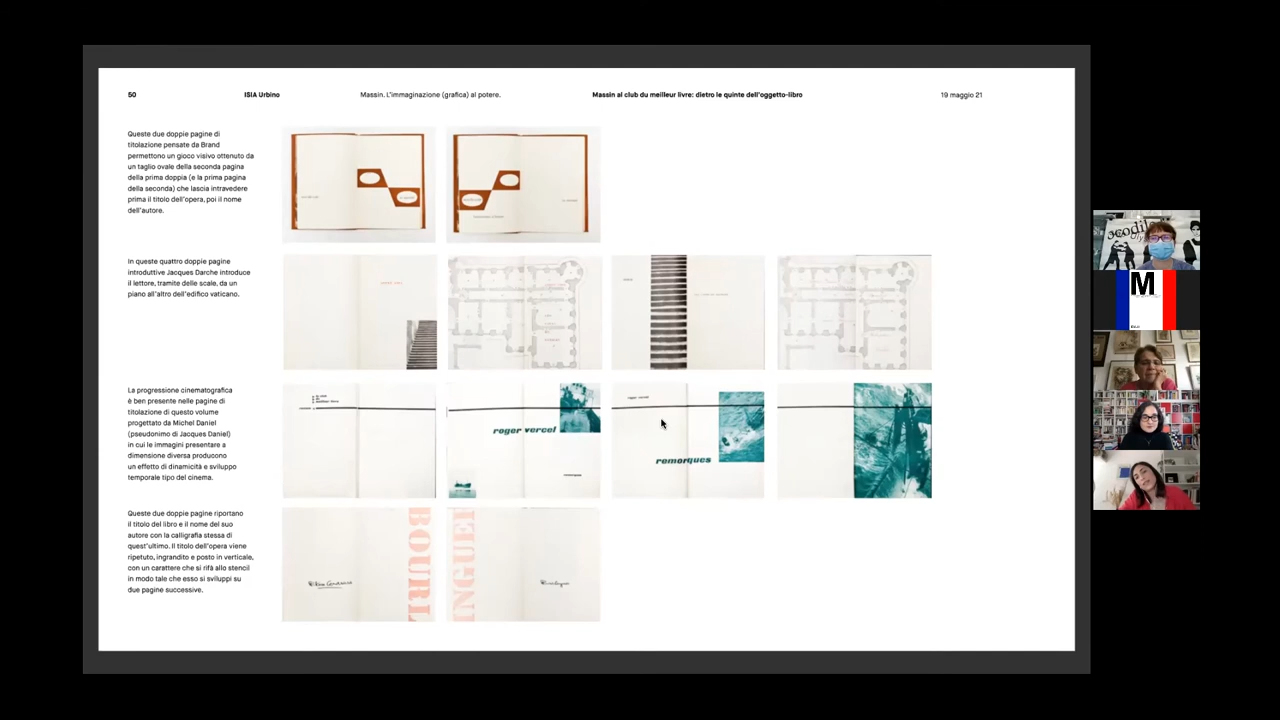 50
ISIA Urbino
Massin. L'immaginazione (grafica) al potere.
Massin al club du meilleur livre: dietro le quinte dell'oggetto-libro
19 maggio 21
Queste due doppie pagine di
titolazione pensate da Brand
permettono un gioco visivo ottenuto da
un taglio ovale della seconda pagina
della prima doppia (e la prima pagina
della seconda) che lascia intravedere
prima il titolo dell'opera, poi il nome
dell'autore.
In queste quattro doppie pagine
introduttive Jacques Darche introduce
il lettore, tramite delle scale, da un
piano all'altro dell'edifico vaticano.
La progressione cinematografica
è ben presente nelle pagine di
titolazione di questo volume
progettato da Michel Daniel
(pseudonimo di Jacques Daniel)
in cui le immagini presentare a
dimensione diversa producono
un effetto di dinamicità e sviluppo
temporale tipo del cinema.
roger vercel
remorques
roger vercel
remorques
Queste due doppie pagine riportano
il titolo del libro e il nome del suo
autore con la calligrafia stessa di
quest'ultimo. Il titolo dell'opera viene
ripetuto, ingrandito e posto in verticale,
con un carattere che si rifà allo stencil
in modo tale che esso si sviluppi su
due pagine successive.
BOURL
INGUER
M